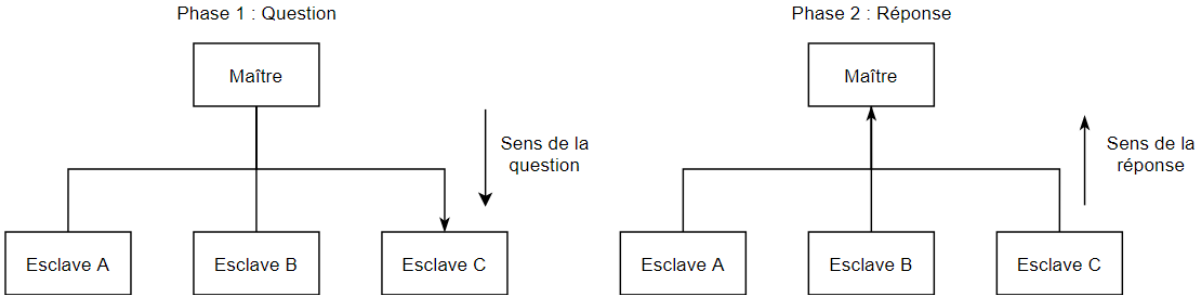 Phase 1 : Question
Maître
Sens de la
question
Esclave A
Esclave B
Esclave C
Phase 2 : Réponse
Maître
Sens de la
réponse
Esclave A
Esclave B
Esclave C